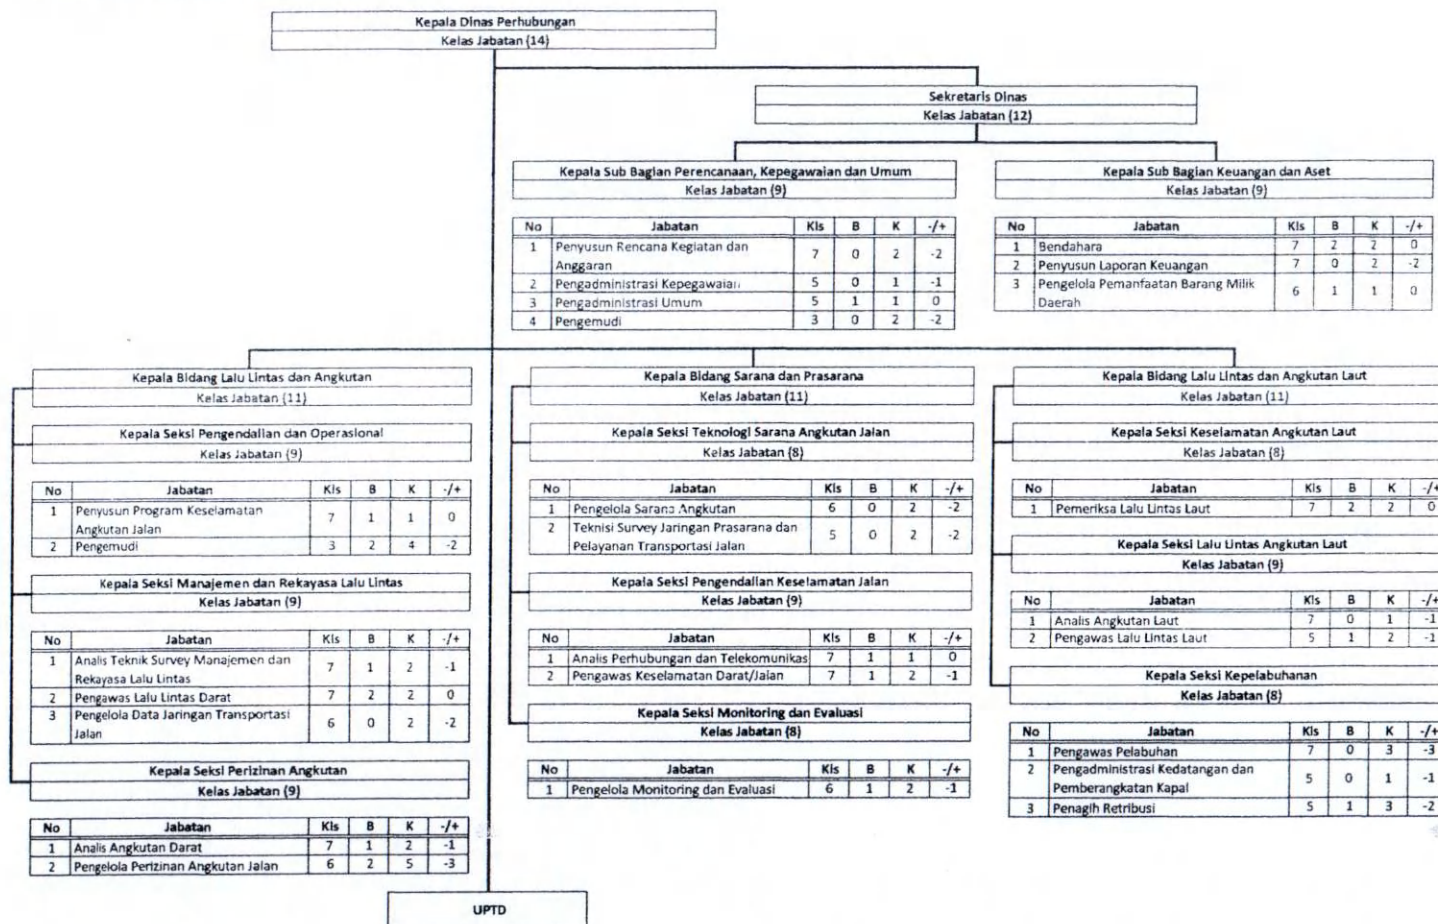 Kepala Dinas Perhubungan
Kelas Jabatan (14)
Sekretaris Dinas
Kelas Jabatan (12)
Kepala Sub Bagian Perencanaan, Kepegawaian dan Umum
Kelas Jabatan (9)
No Jabatan Kls B K -/+
1 Penyusun Rencana Kegiatan dan
Anggaran 7 0 2 -2
2 Pengadministrasi Kepegawaian 5 0 1 -1
3 Pengadministrasi Umum 5 1 1 0
4 Pengemudi 3 0 2 -2
Kepala Sub Bagian Keuangan dan Aset
Kelas Jabatan (9)
No Jabatan Kls B K -/+
1 Bendahara 7 2 2 0
2 Penyusun Laporan Keuangan 7 0 2 -2
3 Pengelola Pemanfaatan Barang Milik
Daerah 6 1 1 0
Kepala Bidang Lalu Lintas dan Angkutan
Kelas Jabatan (11)
Kepala Seksi Pengendalian dan Operasional
Kelas Jabatan (9)
No Jabatan Kls B K -/+
1 Penyusun Program Keselamatan
Angkutan Jalan 7 1 1 0
2 Pengemudi 3 2 4 -2
Kepala Seksi Manajemen dan Rekayasa Lalu Lintas
Kelas Jabatan (9)
No Jabatan Kls B K -/+
1 Analis Teknik Survey Manajemen dan
Rekayasa Lalu Lintas 7 1 2 -1
2 Pengawas Lalu Lintas Darat 7 2 2 0
3 Pengelola Data Jaringan Transportasi
Jalan 6 0 2 -2
Kepala Seksi Perizinan Angkutan
Kelas Jabatan (9)
No Jabatan Kls B K -/+
1 Analis Angkutan Darat 7 1 2 -1
2 Pengelola Perizinan Angkutan Jalan 6 2 5 -3
Kepala Bidang Sarana dan Prasarana
Kelas Jabatan (11)
Kepala Seksi Teknologi Sarana Angkutan Jalan
Kelas Jabatan (8)
No Jabatan Kls B K -/+
1 Pengelola Sarana Angkutan 6 0 2 -2
2 Teknisi Survey Jaringan Prasarana dan
Pelayanan Transportasi Jalan 5 0 2 -2
Kepala Seksi Pengendalian Keselamatan Jalan
Kelas Jabatan (9)
No Jabatan Kls B K -/+
1 Analis Perhubungan dan Telekomunikas 7 1 1 0
2 Pengawas Keselamatan Darat/Jalan 7 1 2 -1
Kepala Seksi Monitoring dan Evaluasi
Kelas Jabatan (8)
No Jabatan Kls B K -/+
1 Pengelola Monitoring dan Evaluasi 6 1 2 -1
Kepala Bidang Lalu Lintas dan Angkutan Laut
Kelas Jabatan (11)
Kepala Seksi Keselamatan Angkutan Laut
Kelas Jabatan (8)
No Jabatan Kls B K -/+
1 Pemeriksa Lalu Lintas Laut 7 2 2 0
Kepala Seksi Lalu Lintas Angkutan Laut
Kelas Jabatan (9)
No Jabatan Kls B K -/+
1 Analis Angkutan Laut 7 0 1 -1
2 Pengawas Lalu Lintas Laut 5 1 2 -1
Kepala Seksi Kepelabuhanan
Kelas Jabatan (8)
No Jabatan Kls B K -/+
1 Pengawas Pelabuhan 7 0 3 -3
2 Pengadministrasi Kedatangan dan
Pemberangkatan Kapal 5 0 1 -1
3 Penagih Retribusi 5 1 3 -2
UPTD